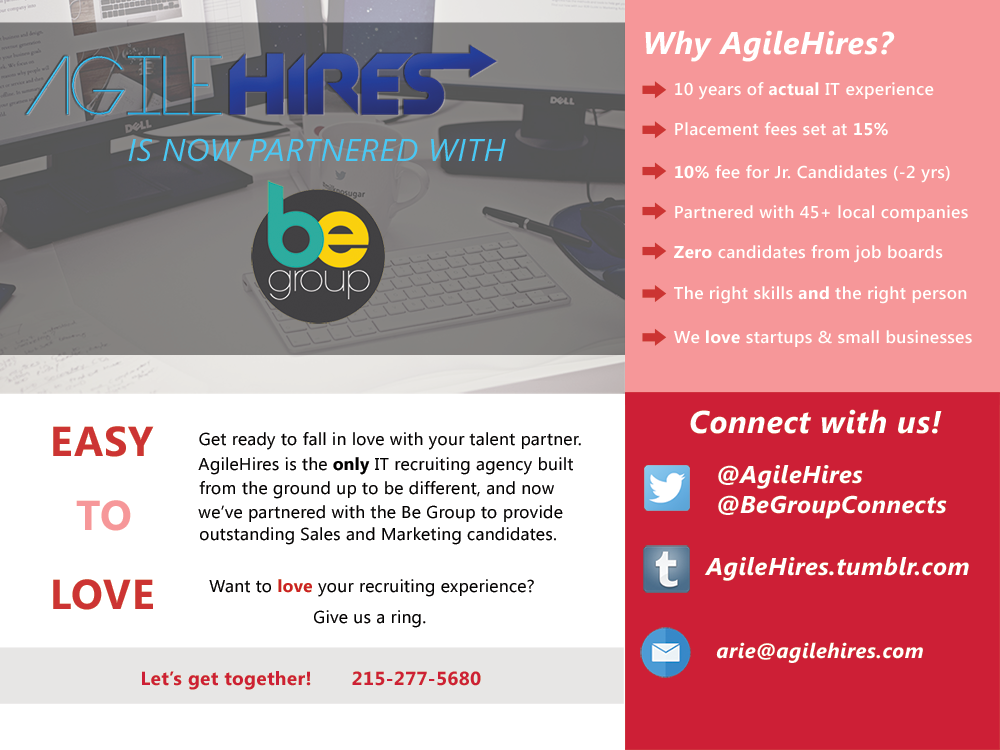 AGILEHIRES
IS NOW PARTNERED WITH
be
group
DELL
DELL
Why AgileHires?
10 years of actual IT experience
Placement fees set at 15%
10% fee for Jr. Candidates (-2 yrs)
Partnered with 45+ local companies
Zero candidates from job boards
The right skills and the right person
We love startups & small businesses
EASY
TO
LOVE
Get ready to fall in love with your talent partner.
AgileHires is the only IT recruiting agency built
from the ground up to be different, and now
we’ve partnered with the Be Group to provide
outstanding Sales and Marketing candidates.
Want to love your recruiting experience?
Give us a ring.
Let’s get together! 215-277-5680
Connect with us!
@AgileHires
@BeGroupConnects
t
AgileHires.tumblr.com
arie@agilehires.com